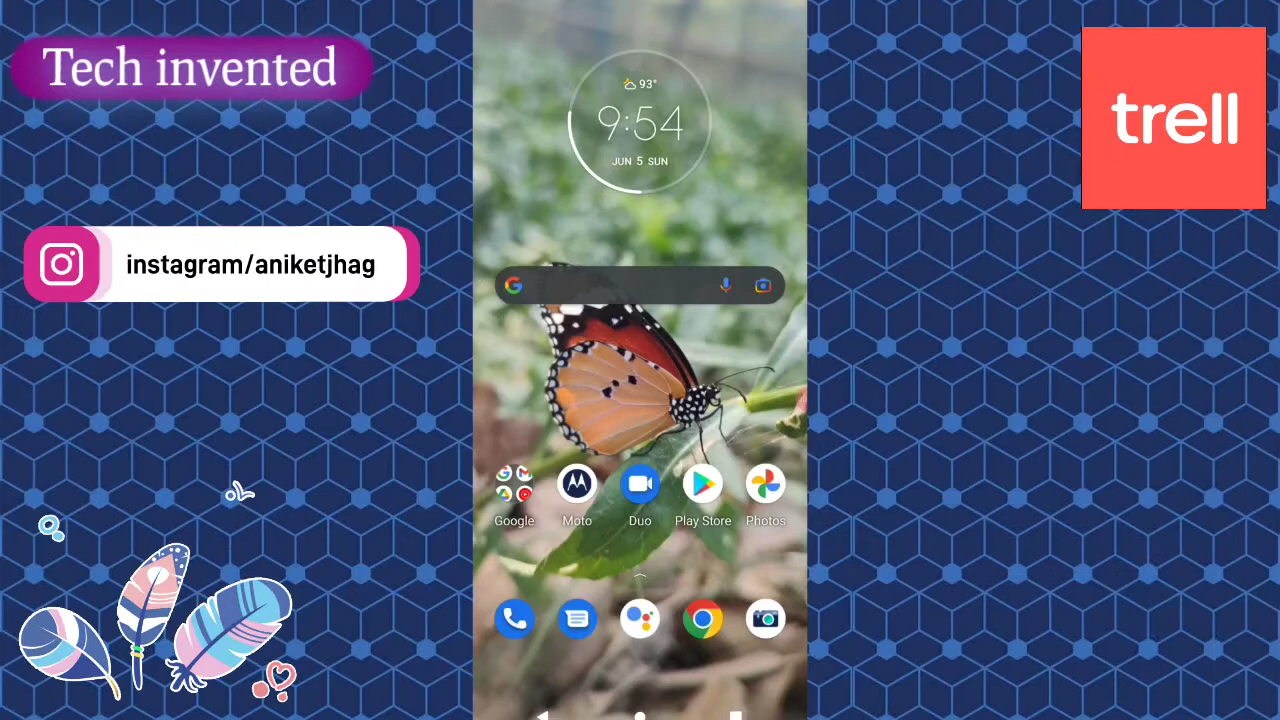 Tech invented
instagram/aniketjhag
93°
9:54
JUN 5 SUN
Google
Moto
Duo
Play Store
Photos
trell